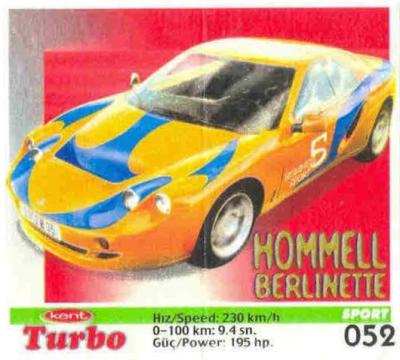 5
HOMMELL
BERLINETTE
kent
Turbo
Hız/Speed: 230 km/h
0-100 km: 9.4 sn.
Güç/Power: 195 hp.
SPORT
052